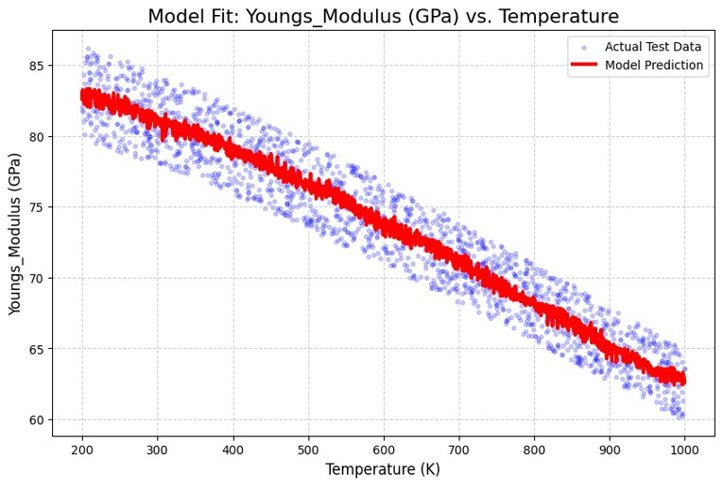 Model Fit: Youngs_Modulus (GPa) vs. Temperature
Actual Test Data
Model Prediction
Youngs_Modulus (GPa)
85
80
75
70
65
60
200 300 400 500 600 700 800 900 1000
Temperature (K)